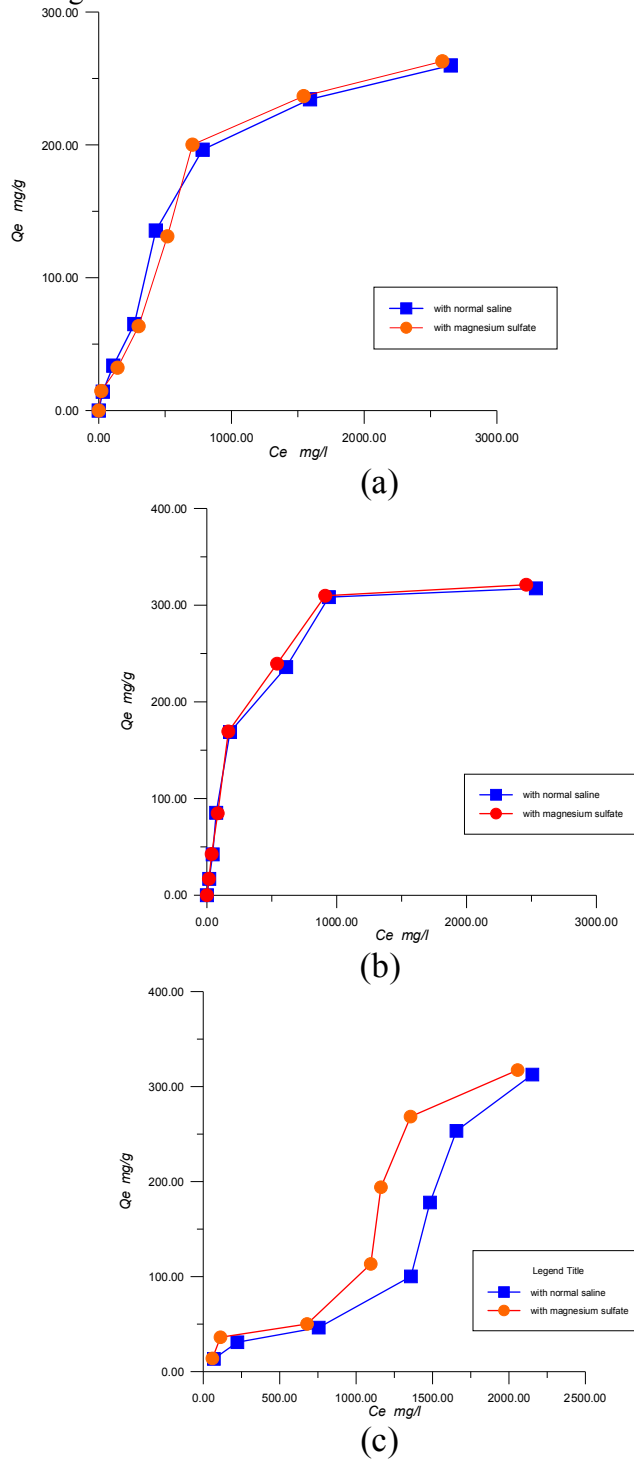 300.00
200.00
Qe mg/g
100.00
with normal saline
with magnesium sulfate
0.00
0.00
1000.00
2000.00
3000.00
Ce mg/l
(a)
400.00
300.00
Qe mg/g
200.00
100.00
with normal saline
with magnesium sulfate
0.00
0.00
1000.00
2000.00
3000.00
Ce mg/l
(b)
400.00
300.00
Qe mg/g
200.00
100.00
Legend Title
with normal saline
with magnesium sulfate
0.00
0.00
500.00
1000.00
1500.00
2000.00
2500.00
Ce mg/l
(c)